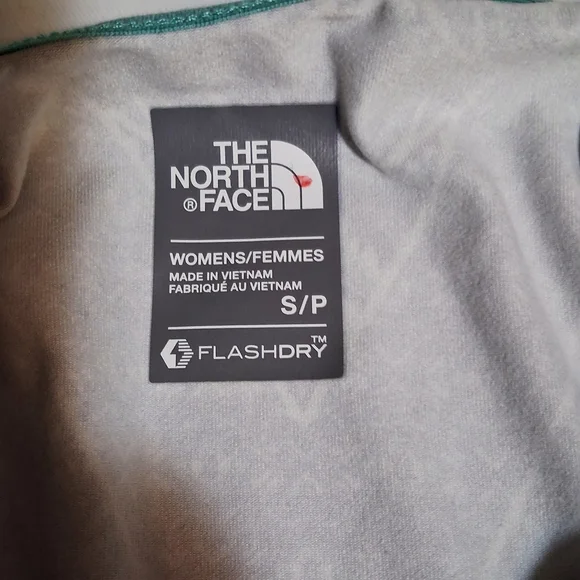 THE
NORTH
® FACE
WOMENS/FEMMES
MADE IN VIETNAM
FABRIQUÉ AU VIETNAM
S/P
FLASHDRY™